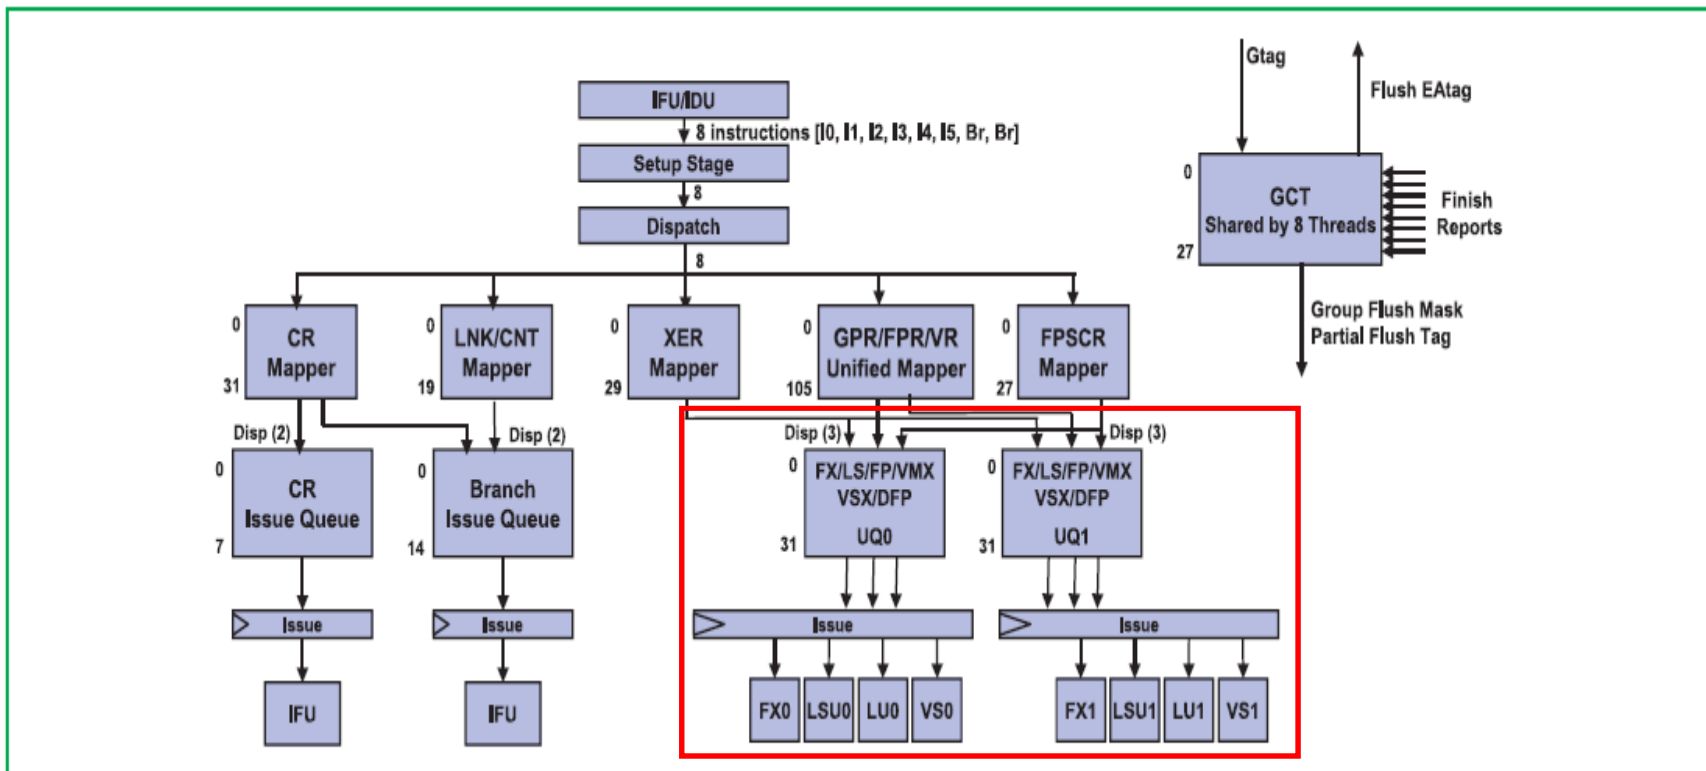 Gtag
Flush EAtag
IFU/IDU
8 instructions [I0, I1, I2, I3, I4, I5, Br, Br]
Setup Stage
8
Dispatch
8
0
GCT
Shared by 8 Threads
27
Finish
Reports
Group Flush Mask
Partial Flush Tag
0
CR
Mapper
31
0
LNK/CNT
Mapper
19
0
XER
Mapper
29
0
GPR/FPR/VR
Unified Mapper
105
0
FPSCR
Mapper
27
Disp (2)
Disp (2)
Disp (3)
Disp (3)
0
CR
Issue Queue
7
0
Branch
Issue Queue
14
0
FX/LS/FP/VMX
VSX/DFP
UQ0
31
0
FX/LS/FP/VMX
VSX/DFP
UQ1
31
Issue
Issue
Issue
Issue
IFU
IFU
FX0
LSU0
LU0
VS0
FX1
LSU1
LU1
VS1